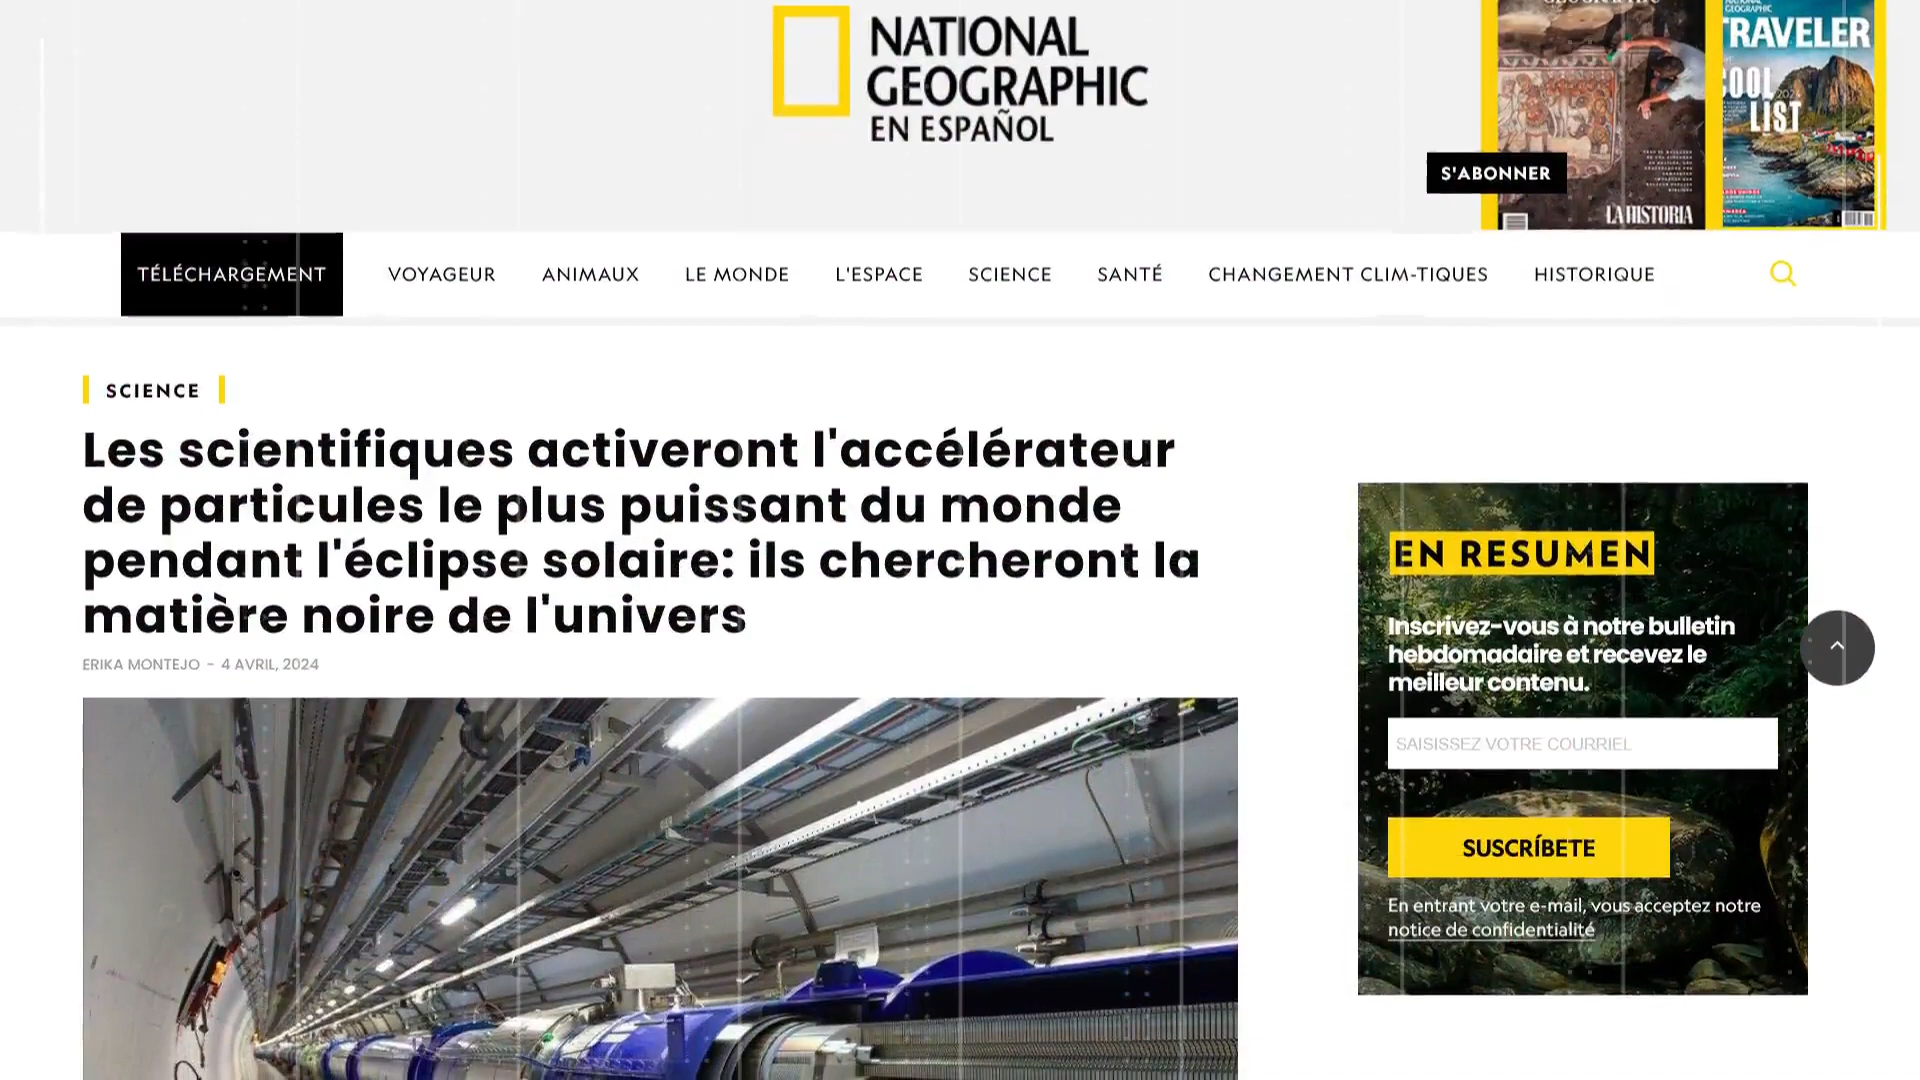 NATIONAL
GEOGRAPHIC
EN ESPAÑOL
TRAVELER
COOL
LIST
LA HISTORIA
S'ABONNER
TÉLÉCHARGEMENT VOYAGEUR ANIMAUX LE MONDE L'ESPACE SCIENCE SANTÉ CHANGEMENT CLIM-TIQUES HISTORIQUE
SCIENCE
Les scientifiques activeront l'accélérateur
de particules le plus puissant du monde
pendant l'éclipse solaire: ils chercheront la
matière noire de l'univers
ERIKA MONTEJO - 4 AVRIL, 2024
EN RESUMEN
Inscrivez-vous à notre bulletin
hebdomadaire et recevez le
meilleur contenu.
SAISISSEZ VOTRE COURRIEL
SUSCRÍBETE
En entrant votre e-mail, vous acceptez notre
notice de confidentialité